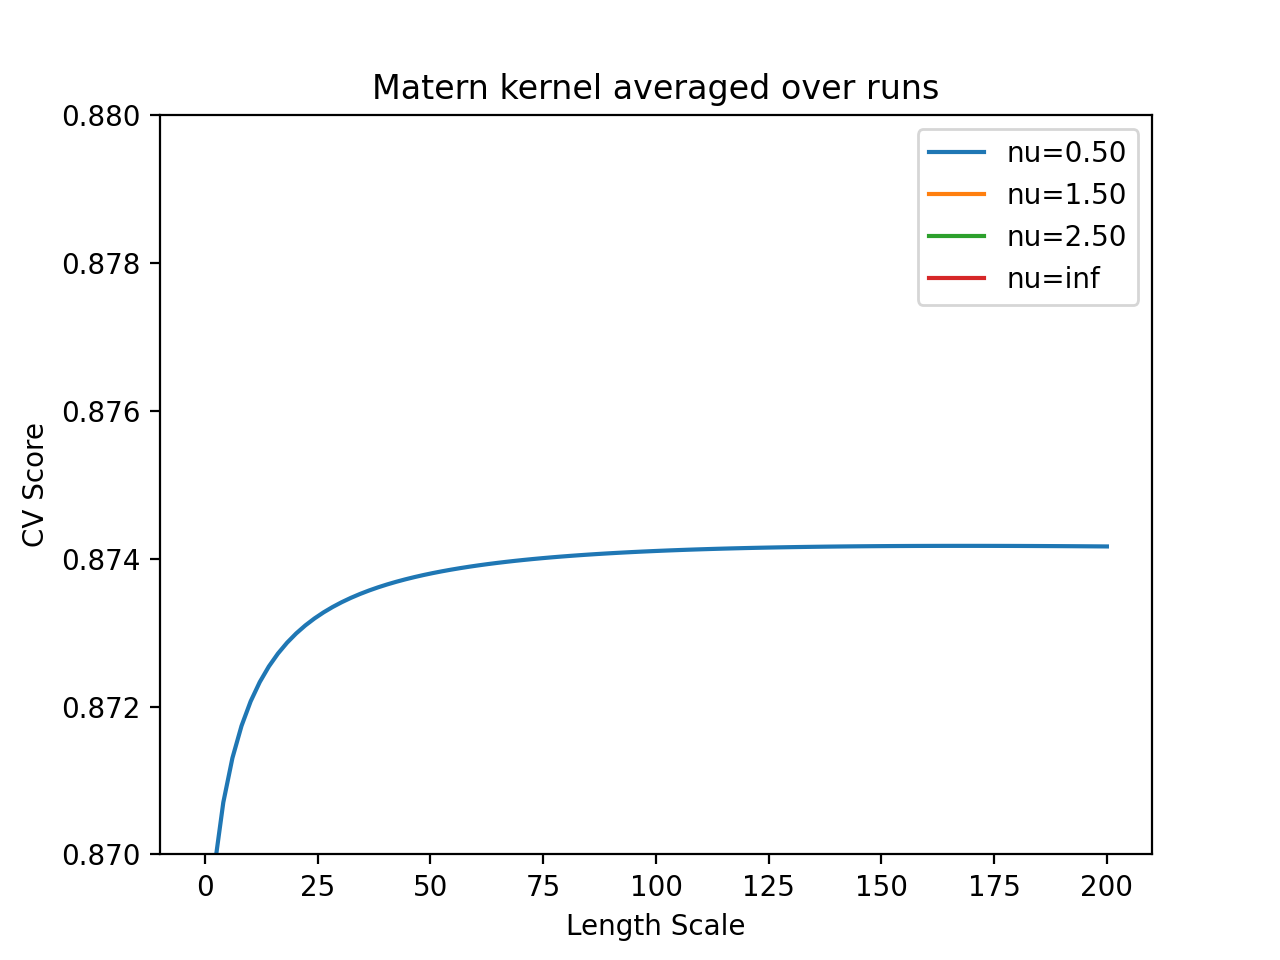 Matern kernel averaged over runs
0.880
0.878
0.876
0.874
0.872
0.870
CV Score
nu=0.50
nu=1.50
nu=2.50
nu=inf
0 25 50 75 100 125 150 175 200
Length Scale